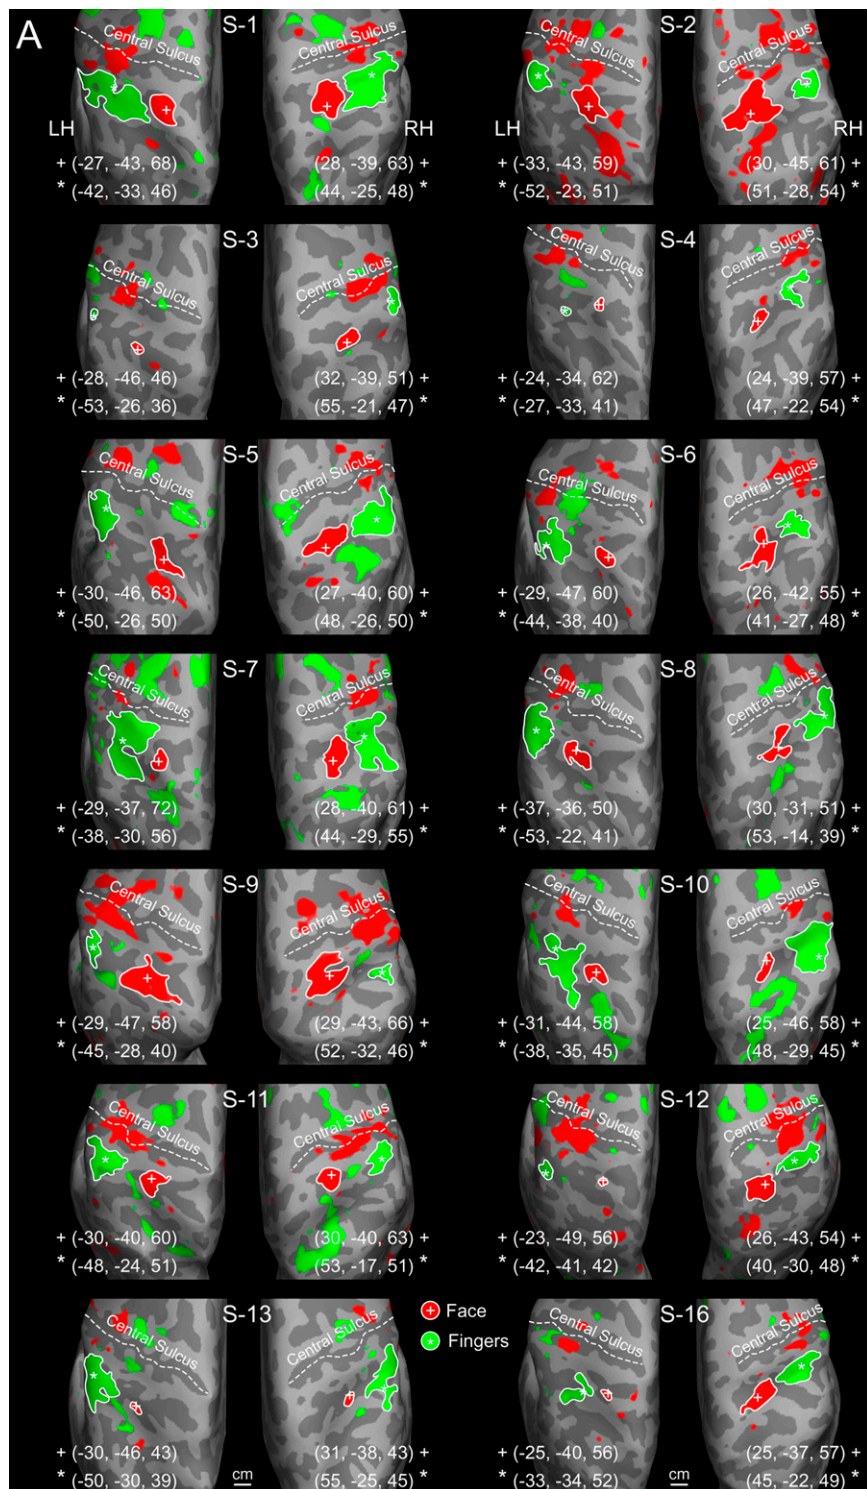 A
S-1
Central Sulcus
Central Sulcus
LH
RH
+ (-27, -43, 68)
(28, -39, 63) +
* (-42, -33, 46)
(44, -25, 48) *
S-2
Central Sulcus
Central Sulcus
LH
RH
+ (-33, -43, 59)
(30, -45, 61) +
* (-52, -23, 51)
(51, -28, 54) *
S-3
Central Sulcus
Central Sulcus
+ (-28, -46, 46)
(32, -39, 51) +
* (-53, -26, 36)
(55, -21, 47) *
S-4
Central Sulcus
Central Sulcus
+ (-24, -34, 62)
(24, -39, 57) +
* (-27, -33, 41)
(47, -22, 54) *
S-5
Central Sulcus
Central Sulcus
+ (-30, -46, 63)
(27, -40, 60) +
* (-50, -26, 50)
(48, -26, 50) *
S-6
Central Sulcus
Central Sulcus
+ (-29, -47, 60)
(26, -42, 55) +
* (-44, -38, 40)
(41, -27, 48) *
S-7
Central Sulcus
Central Sulcus
+ (-29, -37, 72)
(28, -40, 61) +
* (-38, -30, 56)
(44, -29, 55) *
S-8
Central Sulcus
Central Sulcus
+ (-37, -36, 50)
(30, -31, 51) +
* (-53, -22, 41)
(53, -14, 39) *
S-9
Central Sulcus
Central Sulcus
+ (-29, -47, 58)
(29, -43, 66) +
* (-45, -28, 40)
(52, -32, 46) *
S-10
Central Sulcus
Central Sulcus
+ (-31, -44, 58)
(25, -46, 58) +
* (-38, -35, 45)
(48, -29, 45) *
S-11
Central Sulcus
Central Sulcus
+ (-30, -40, 60)
(30, -40, 63) +
* (-48, -24, 51)
(53, -17, 51) *
S-12
Central Sulcus
Central Sulcus
+ (-23, -49, 56)
(26, -43, 54) +
* (-42, -41, 42)
(40, -30, 48) *
S-13
Central Sulcus
Central Sulcus
+ (-30, -46, 43)
(31, -38, 43) +
* (-50, -30, 39)
(55, -25, 45) *
cm
+ Face
* Fingers
S-16
Central Sulcus
Central Sulcus
+ (-25, -40, 56)
(25, -37, 57) +
* (-33, -34, 52)
(45, -22, 49) *
cm